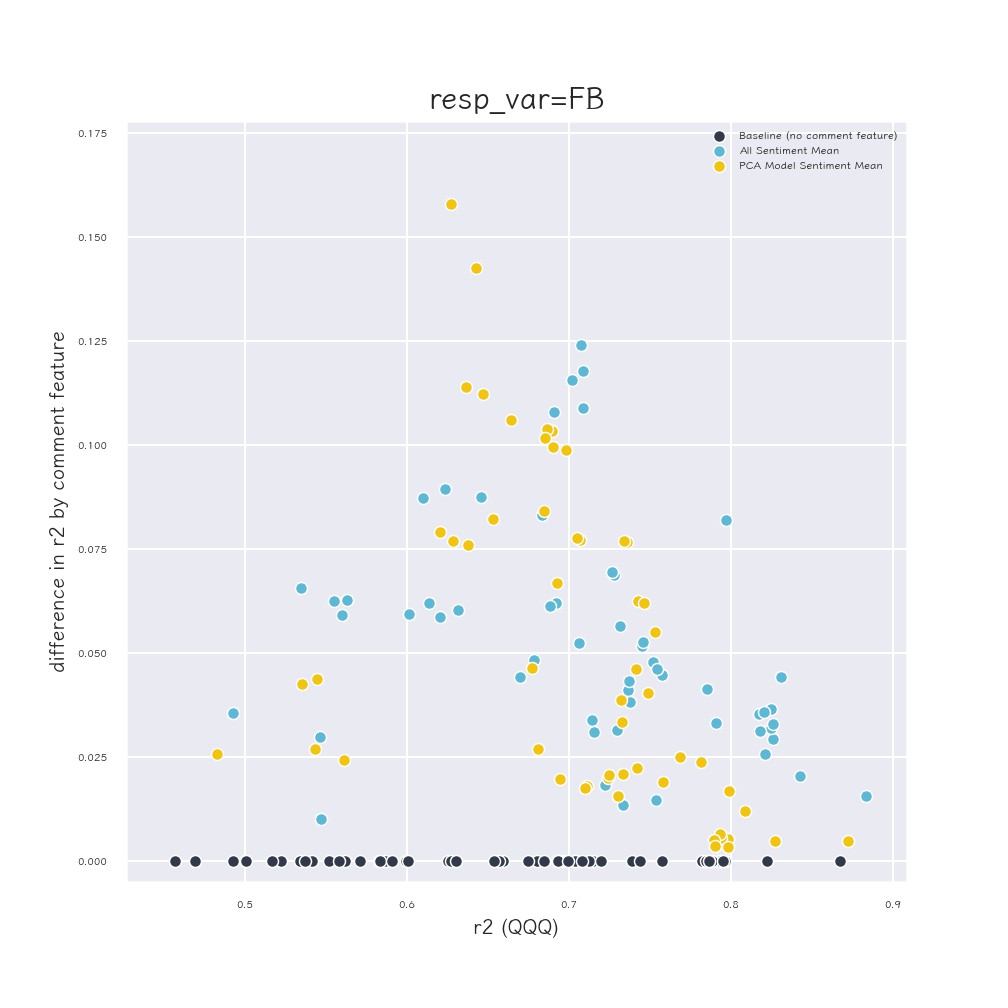 resp_var=FB
Baseline (no comment feature)
All Sentiment Mean
PCA Model Sentiment Mean
0.175
0.150
0.125
0.100
0.075
0.050
0.025
0.000
difference in r2 by comment feature
0.5 0.6 0.7 0.8 0.9
r2 (QQQ)